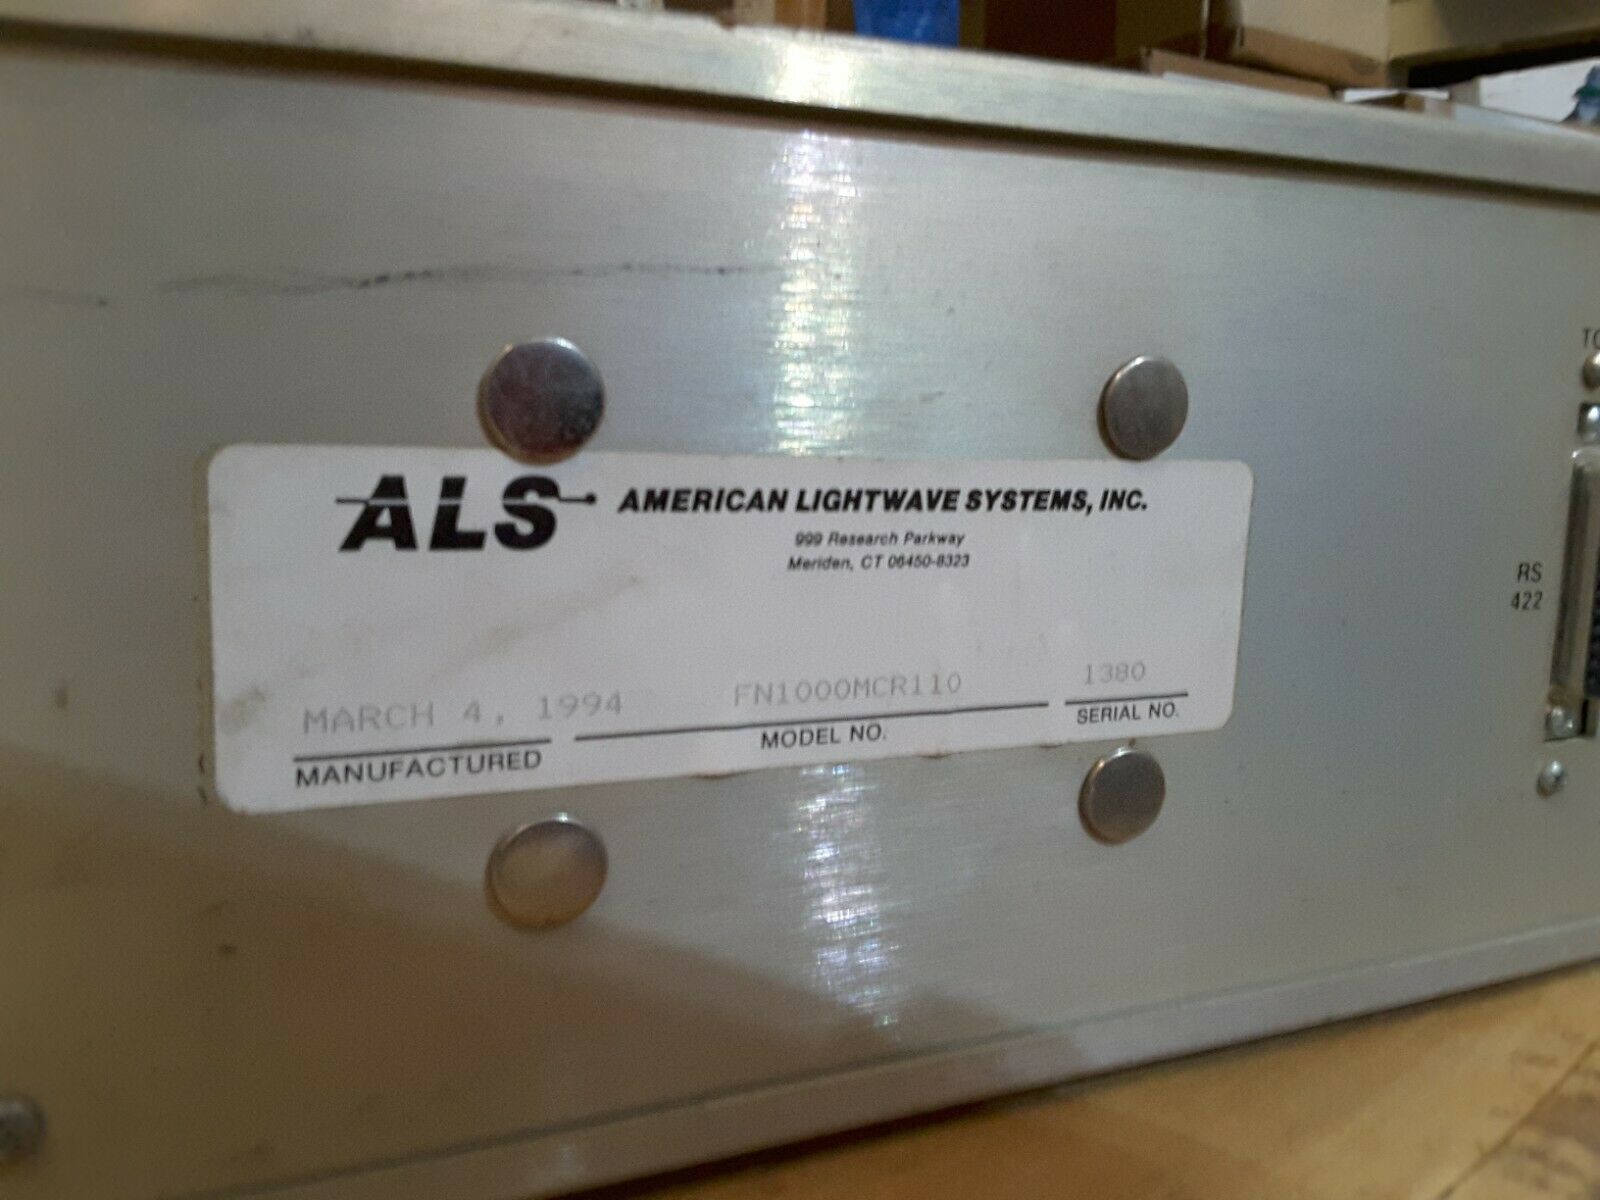 ALS AMERICAN LIGHTWAVE SYSTEMS, INC.
999 Research Parkway
Meriden, CT 06450-8323
MARCH 4, 1994 FN1000MCR110 1380
MANUFACTURED MODEL NO. SERIAL NO.
RS
422